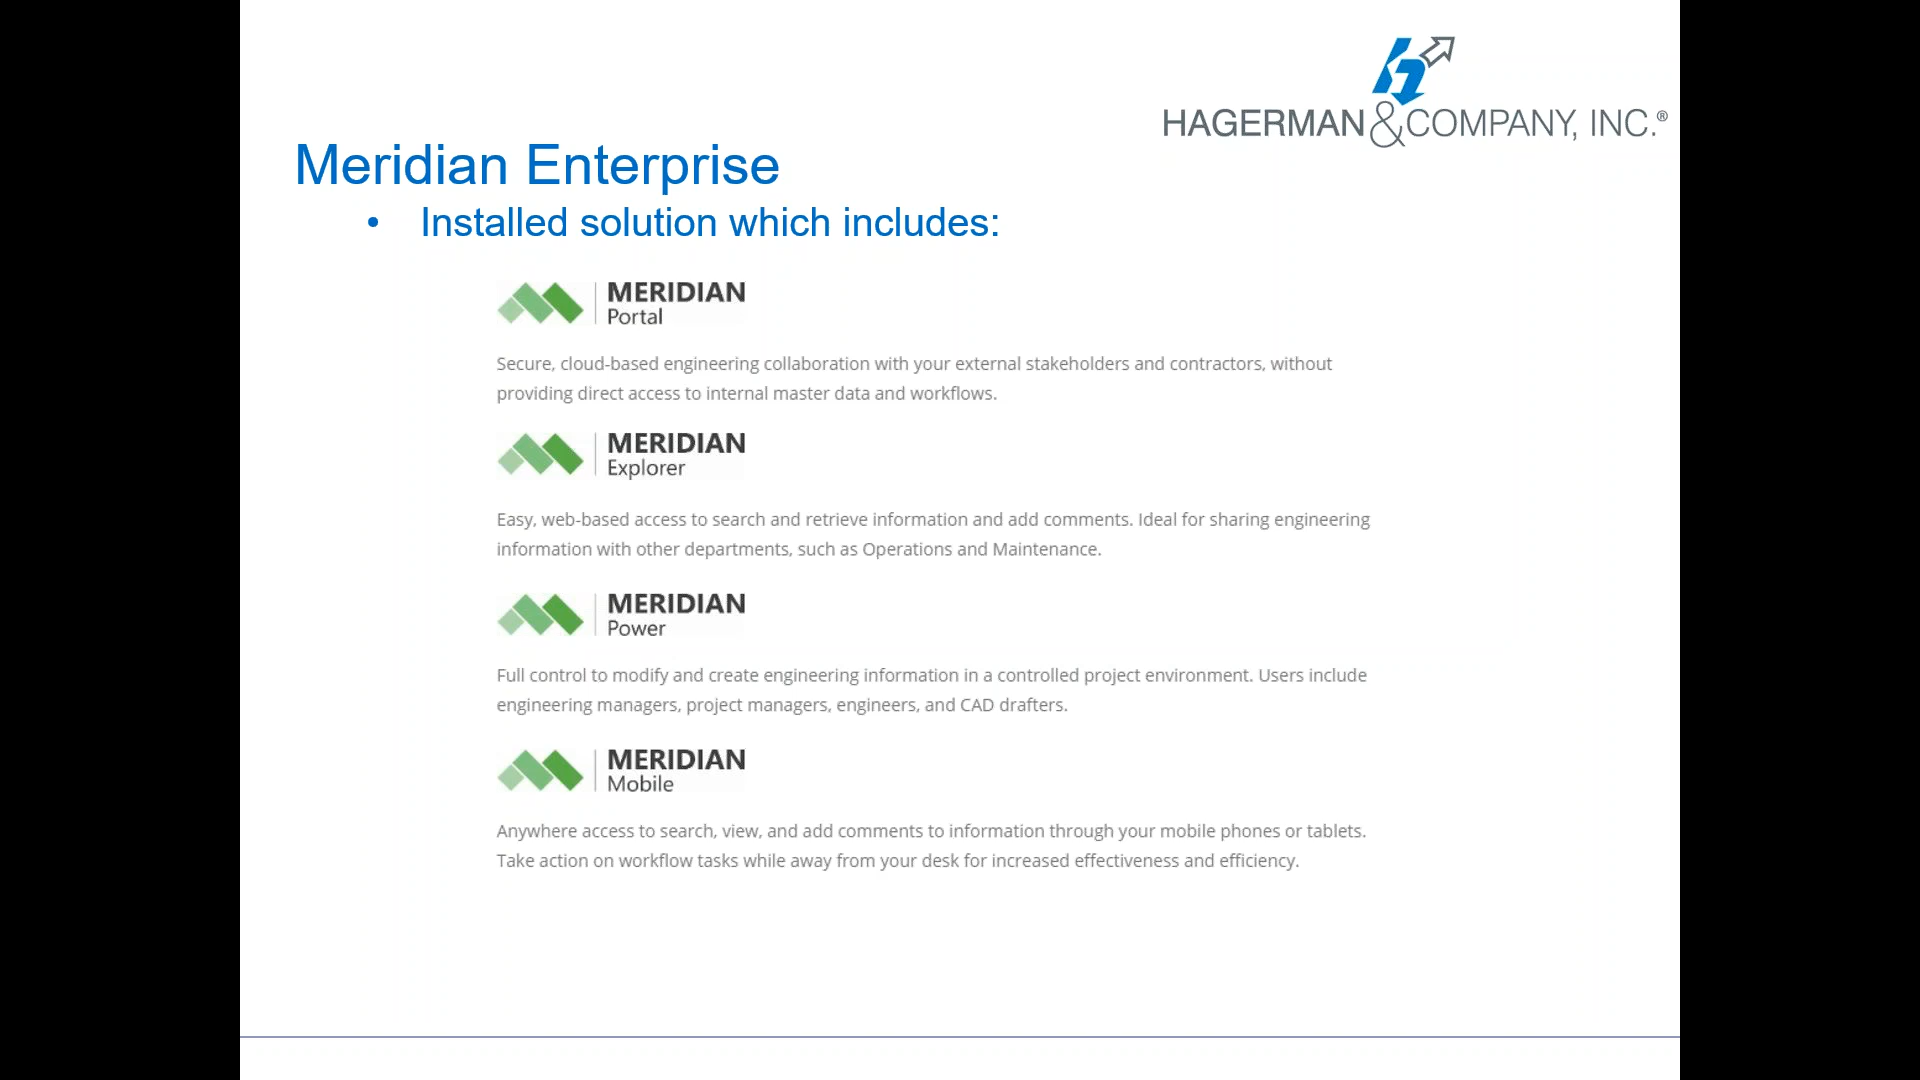 HAGERMAN & COMPANY, INC.®
Meridian Enterprise
• Installed solution which includes:
MERIDIAN
Portal
Secure, cloud-based engineering collaboration with your external stakeholders and contractors, without
providing direct access to internal master data and workflows.
MERIDIAN
Explorer
Easy, web-based access to search and retrieve information and add comments. Ideal for sharing engineering
information with other departments, such as Operations and Maintenance.
MERIDIAN
Power
Full control to modify and create engineering information in a controlled project environment. Users include
engineering managers, project managers, engineers, and CAD drafters.
MERIDIAN
Mobile
Anywhere access to search, view, and add comments to information through your mobile phones or tablets.
Take action on workflow tasks while away from your desk for increased effectiveness and efficiency.